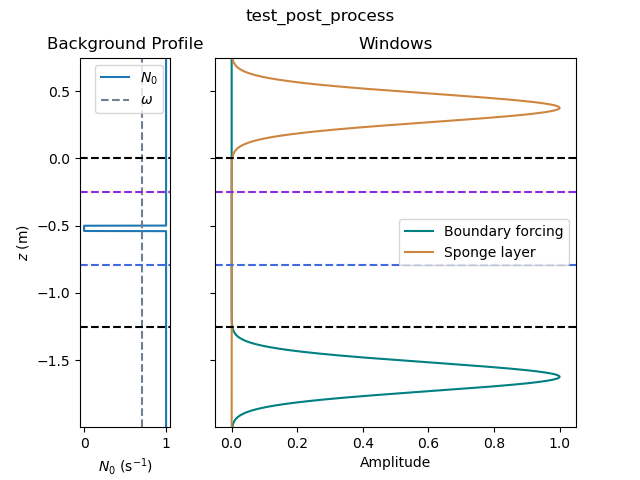 test_post_process
Background Profile
Windows
N₀
ω
0.5
0.0
−0.5
−1.0
−1.5
z (m)
Boundary forcing
Sponge layer
0 1
0.0 0.2 0.4 0.6 0.8 1.0
N₀ (s⁻¹)
Amplitude